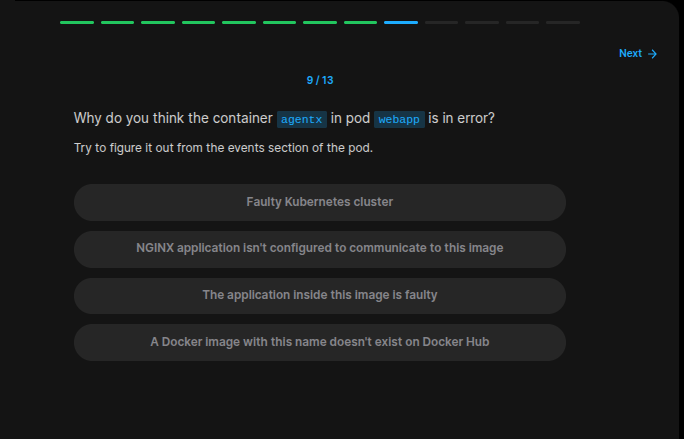 Next →
9 / 13
Why do you think the container agentx in pod webapp is in error?
Try to figure it out from the events section of the pod.
Faulty Kubernetes cluster
NGINX application isn't configured to communicate to this image
The application inside this image is faulty
A Docker image with this name doesn't exist on Docker Hub